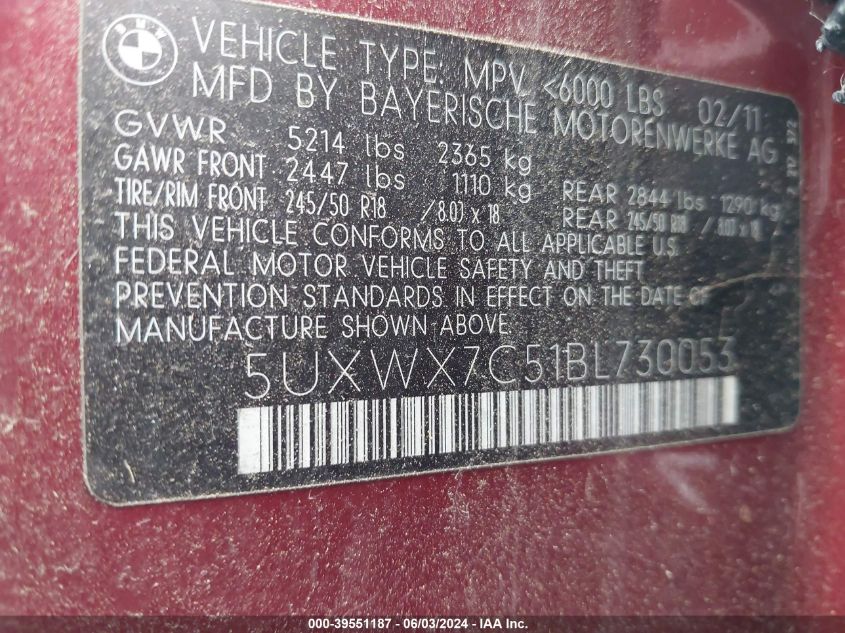 BMW
VEHICLE TYPE: MPV <6000 LBS 02/11
MFD BY BAYERISCHE MOTORENWERKE AG
GVWR 5214 lbs 2365 kg
GAWR FRONT 2447 lbs 1110 kg REAR 2844 lbs 1290 kg
TIRE/RIM FRONT 245/50 R18 /8.0J x 18 REAR 245/50 R18 /8.0J x 18
THIS VEHICLE CONFORMS TO ALL APPLICABLE U.S.
FEDERAL MOTOR VEHICLE SAFETY AND THEFT
PREVENTION STANDARDS IN EFFECT ON THE DATE OF
MANUFACTURE SHOWN ABOVE.
5UXWX7C51BL730053
000-39551187 - 06/03/2024 - IAA Inc.